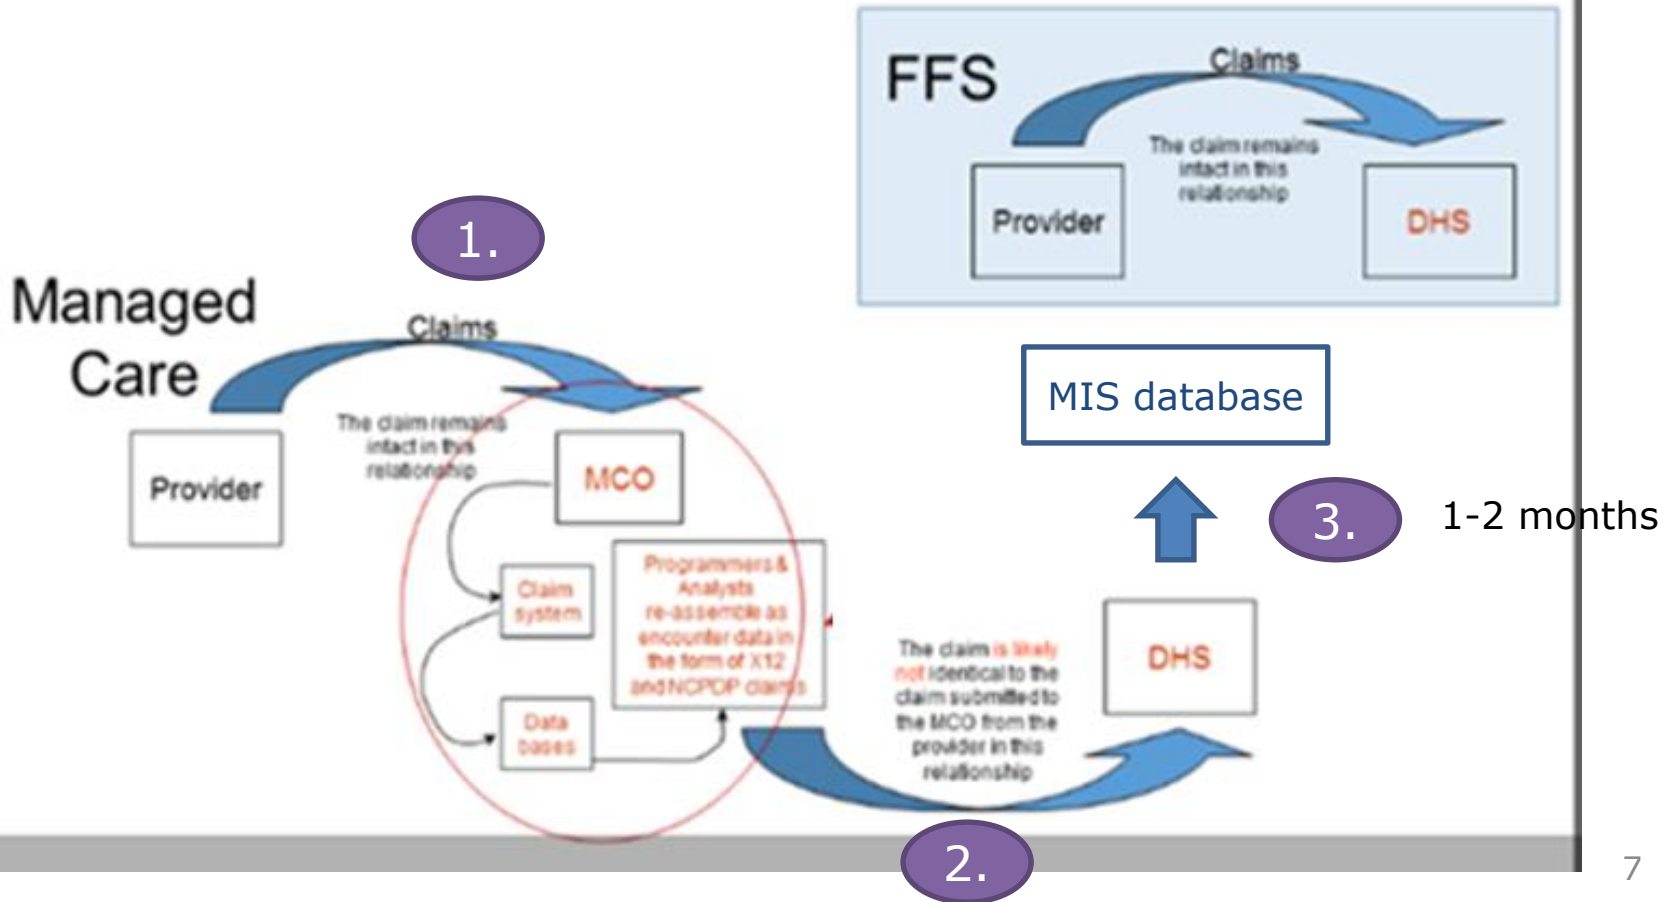 FFS
Claims
The claim remains
intact in this
relationship
Provider
DHS
1.
Managed
Care
Claims
The claim remains
intact in this
relationship
Provider
MCO
Claim
system
Data
bases
Programmers &
Analysts
re-assemble as
encounter data in
the form of X12
and NCPDP claims
2.
The claim is likely
not identical to the
claim submitted to
the MCO from the
provider in this
relationship
DHS
3.
1-2 months
MIS database
7